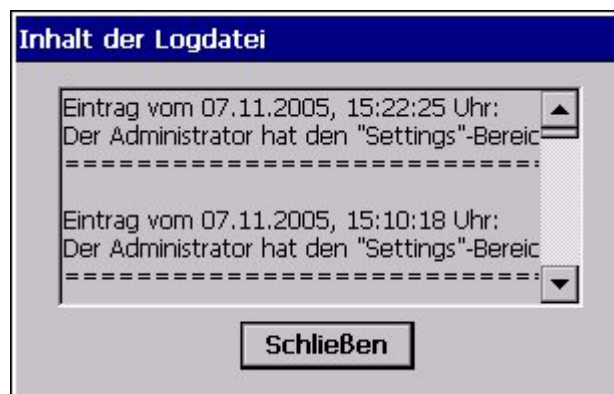 Inhalt der Logdatei
Eintrag vom 07.11.2005, 15:22:25 Uhr:
Der Administrator hat den "Settings"-Bereic
===========================
Eintrag vom 07.11.2005, 15:10:18 Uhr:
Der Administrator hat den "Settings"-Bereic
===========================
Schließen